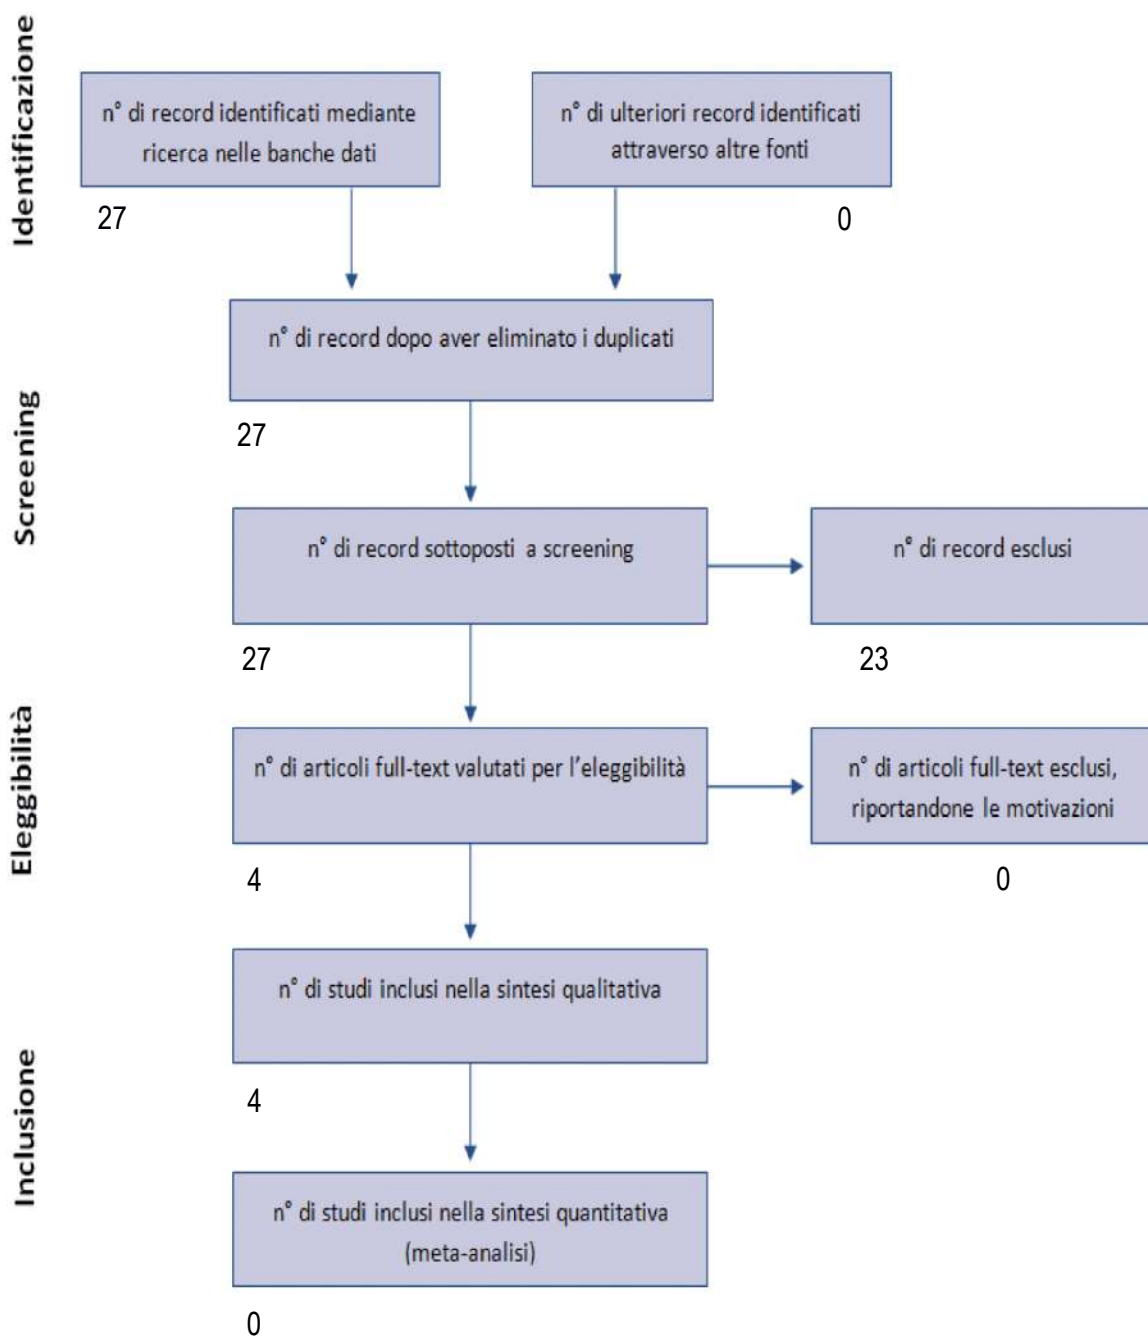 Identificazione
n° di record identificati mediante
ricerca nelle banche dati
n° di ulteriori record identificati
attraverso altre fonti
27
0
n° di record dopo aver eliminato i duplicati
27
Screening
n° di record sottoposti a screening
n° di record esclusi
27
23
Eleggibilità
n° di articoli full-text valutati per l'eleggibilità
n° di articoli full-text esclusi,
riportandone le motivazioni
4
0
n° di studi inclusi nella sintesi qualitativa
4
Inclusione
n° di studi inclusi nella sintesi quantitativa
(meta-analisi)
0